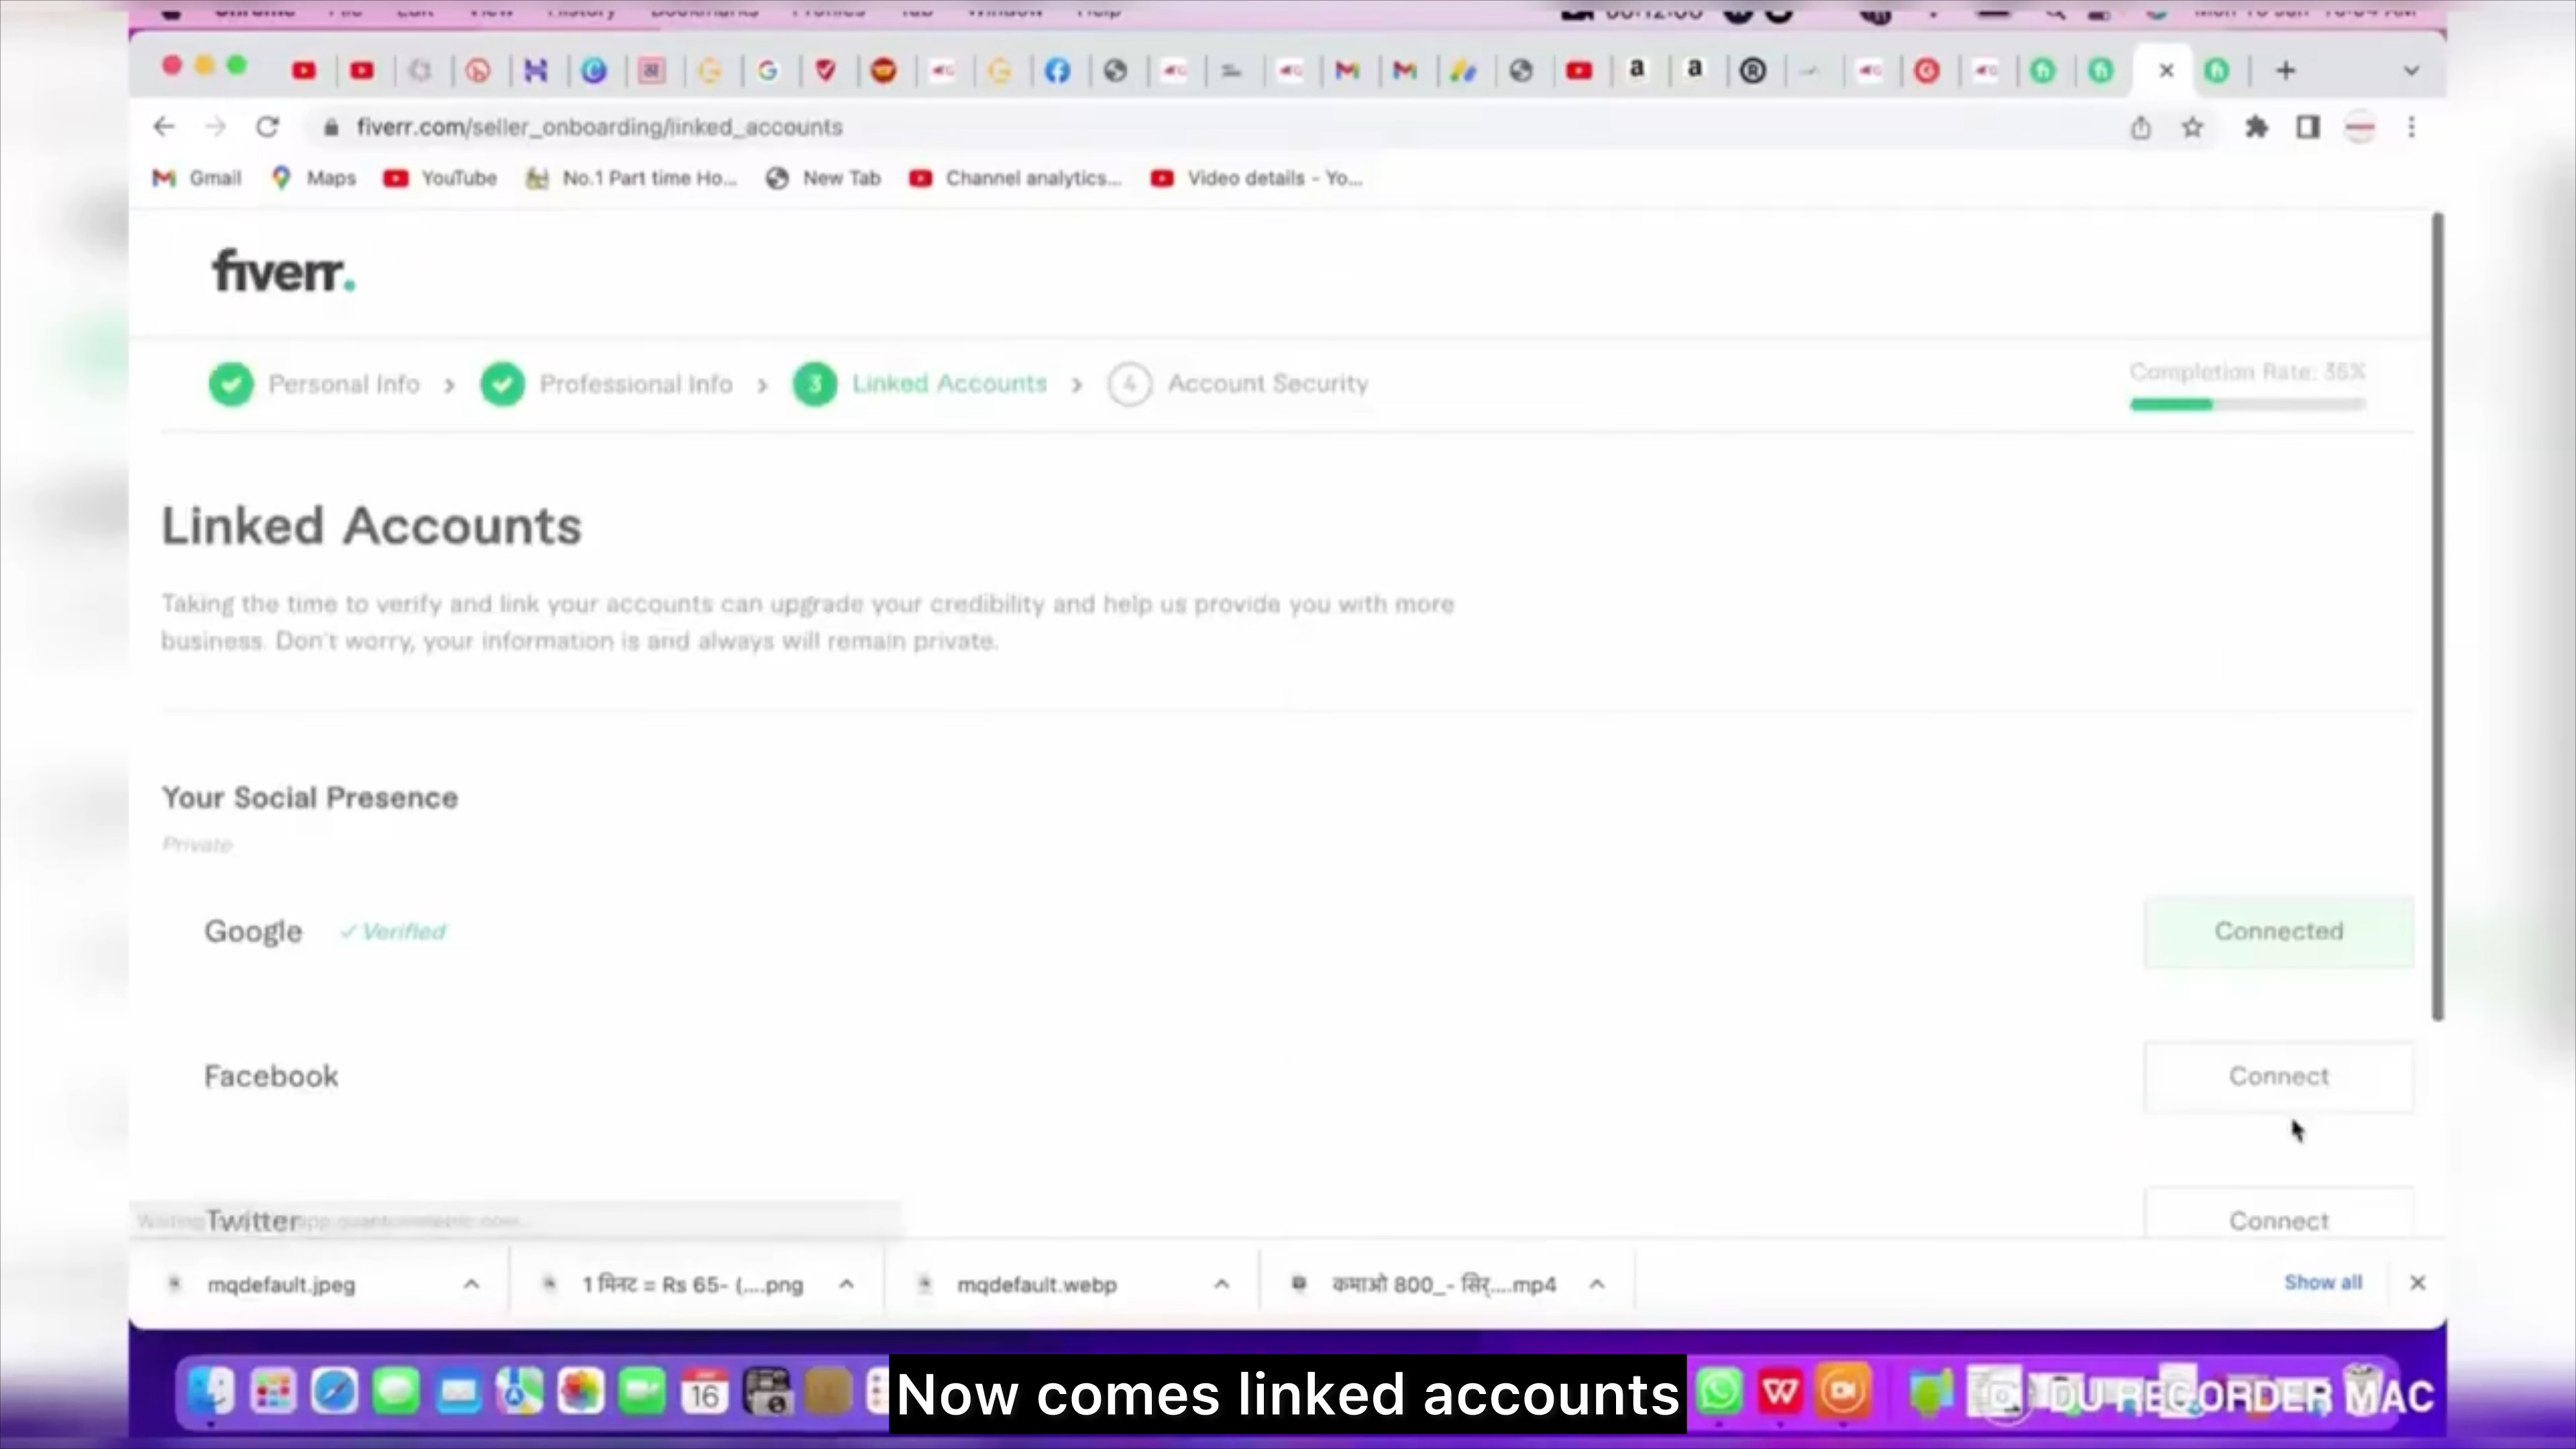 fiverr.com/seller_onboarding/linked_accounts
Gmail Maps YouTube No.1 Part time Ho... New Tab Channel analytics... Video details - Yo...
fiverr.
Personal Info > Professional Info > 3 Linked Accounts > 4 Account Security
Completion Rate: 35%
Linked Accounts
Taking the time to verify and link your accounts can upgrade your credibility and help us provide you with more
business. Don't worry, your information is and always will remain private.
Your Social Presence
Private
Google ✓ Verified Connected
Facebook Connect
Twitter Connect
mqdefault.jpeg 1 मिनट = Rs 65- (....png mqdefault.webp कमाओ 800_- सिर्....mp4 Show all
16
Now comes linked accounts
DU RECORDER MAC